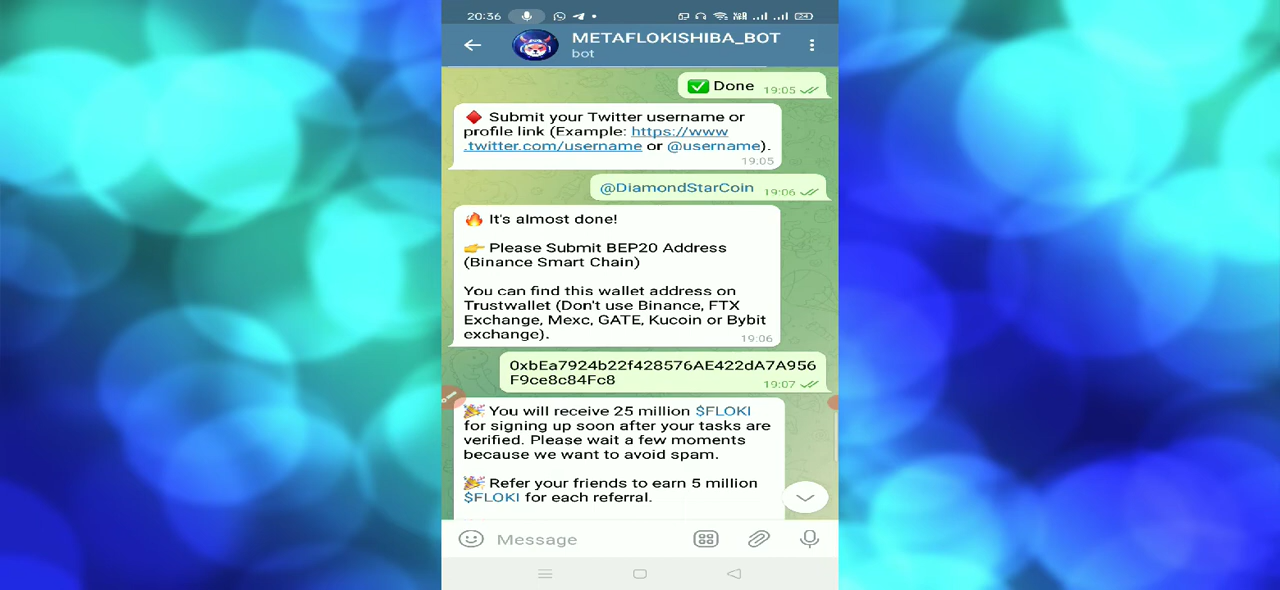 20:36
METAFLOKISHIBA_BOT
bot
Done 19:05
Submit your Twitter username or
profile link (Example: https://www
.twitter.com/username or @username).
19:05
@DiamondStarCoin 19:06
It's almost done!
Please Submit BEP20 Address
(Binance Smart Chain)
You can find this wallet address on
Trustwallet (Don't use Binance, FTX
Exchange, Mexc, GATE, Kucoin or Bybit
exchange).
19:06
0xbEa7924b22f428576AE422dA7A956
F9ce8c84Fc8
19:07
You will receive 25 million $FLOKI
for signing up soon after your tasks are
verified. Please wait a few moments
because we want to avoid spam.
Refer your friends to earn 5 million
$FLOKI for each referral.
Message